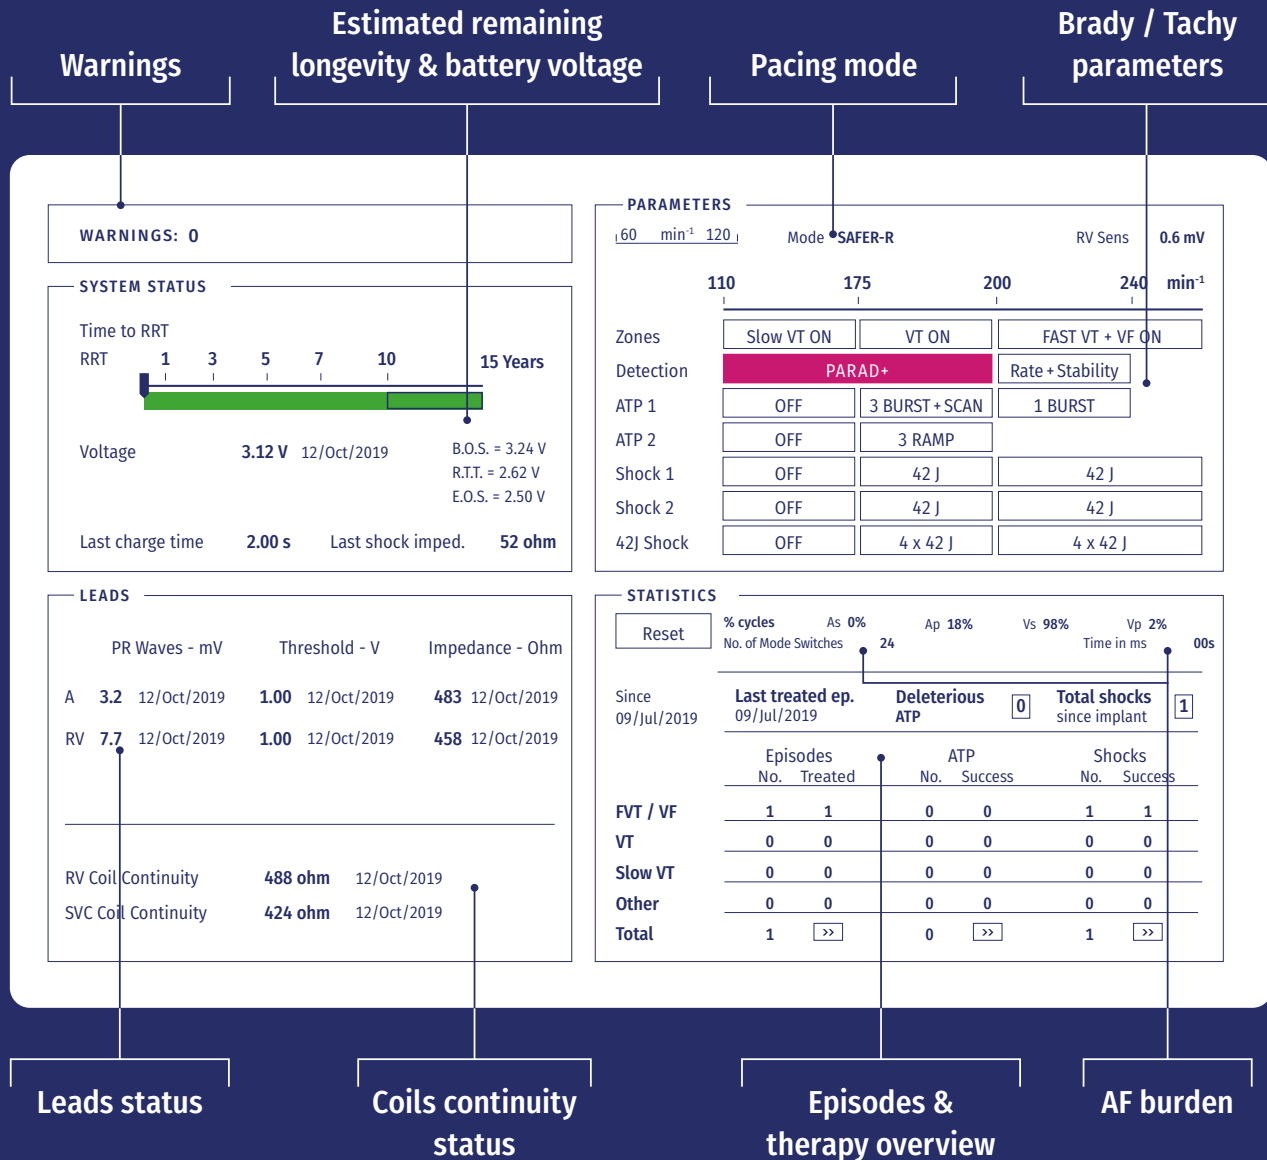 Warnings
Estimated remaining
longevity & battery voltage
Pacing mode
Brady / Tachy
parameters
WARNINGS: 0
SYSTEM STATUS
Time to RRT
RRT 1 3 5 7 10 15 Years
Voltage 3.12 V 12/Oct/2019 B.O.S. = 3.24 V
R.T.T. = 2.62 V
E.O.S. = 2.50 V
Last charge time 2.00 s Last shock imped. 52 ohm
PARAMETERS
60 min-1 120 Mode SAFER-R RV Sens 0.6 mV
110 175 200 240 min-1
Zones Slow VT ON VT ON FAST VT + VF ON
Detection PARAD+ Rate + Stability
ATP 1 OFF 3 BURST + SCAN 1 BURST
ATP 2 OFF 3 RAMP
Shock 1 OFF 42 J 42 J
Shock 2 OFF 42 J 42 J
42J Shock OFF 4 x 42 J 4 x 42 J
LEADS
PR Waves - mV Threshold - V Impedance - Ohm
A 3.2 12/Oct/2019 1.00 12/Oct/2019 483 12/Oct/2019
RV 7.7 12/Oct/2019 1.00 12/Oct/2019 458 12/Oct/2019
RV Coil Continuity 488 ohm 12/Oct/2019
SVC Coil Continuity 424 ohm 12/Oct/2019
STATISTICS
Reset
% cycles As 0% Ap 18% Vs 98% Vp 2%
No. of Mode Switches 24 Time in ms 00s
Since
09/Jul/2019
Last treated ep.
09/Jul/2019
Deleterious
ATP
0
Total shocks
since implant
1
Episodes ATP Shocks
No. Treated No. Success No. Success
FVT / VF 1 1 0 0 1 1
VT 0 0 0 0 0 0
Slow VT 0 0 0 0 0 0
Other 0 0 0 0 0 0
Total 1 >> 0 >> 1 >>
Leads status
Coils continuity
status
Episodes &
therapy overview
AF burden